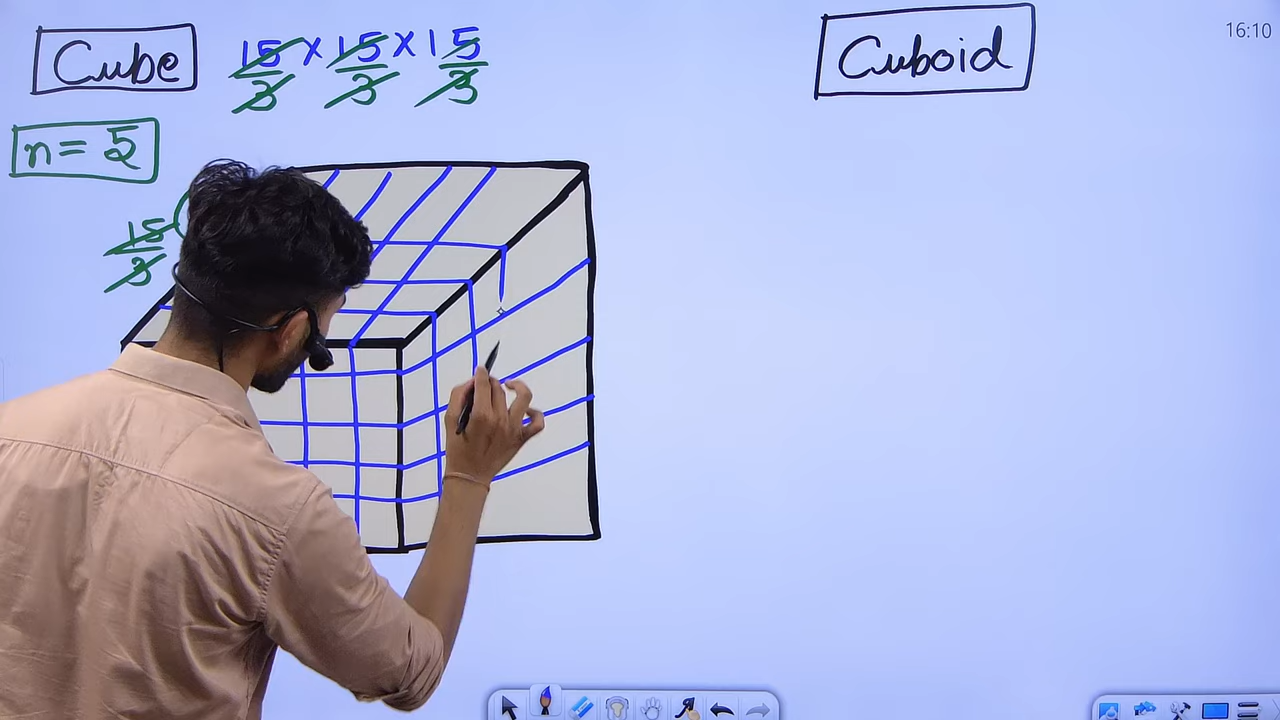 Cube
15/3 × 15/3 × 15/3
Cuboid
16:10
n = 5
15/3